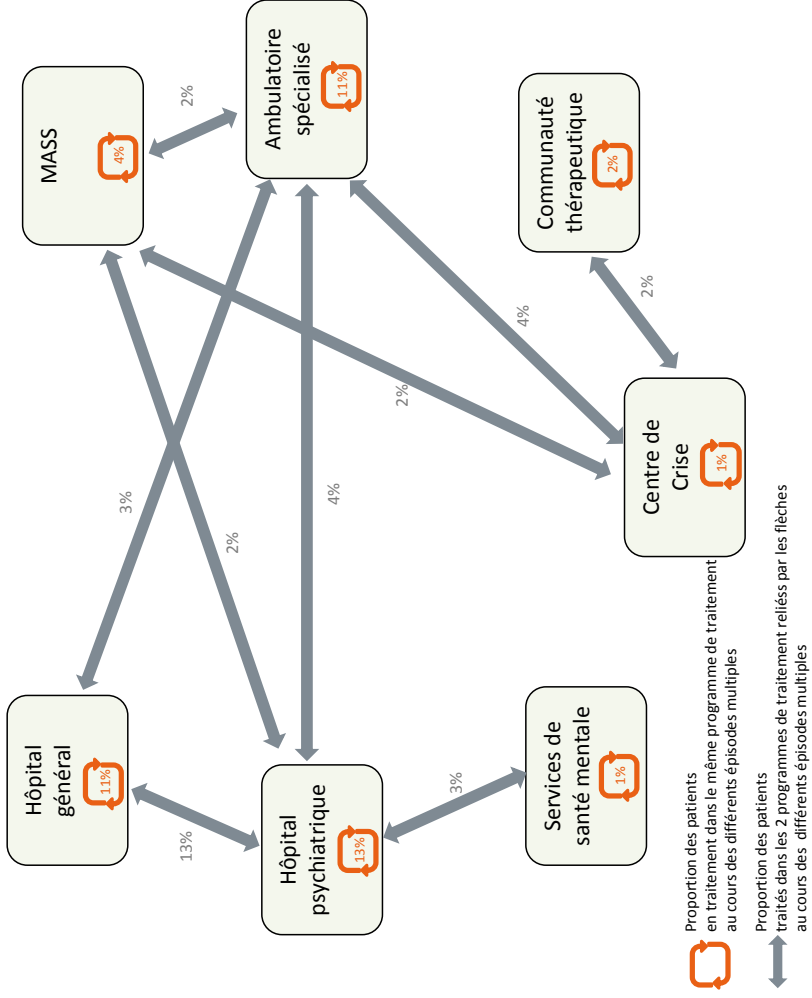 Hôpital
général
11%
MASS
4%
3%
13%
2%
2%
Hôpital
psychiatrique
13%
4%
Ambulatoire
spécialisé
11%
2%
3%
4%
Services de
santé mentale
1%
Communauté
thérapeutique
2%
2%
Centre de
Crise
1%
Proportion des patients
en traitement dans le même programme de traitement
au cours des différents épisodes multiples
Proportion des patients
traités dans les 2 programmes de traitement reliéss par les flèches
au cours des différents épisodes multiples